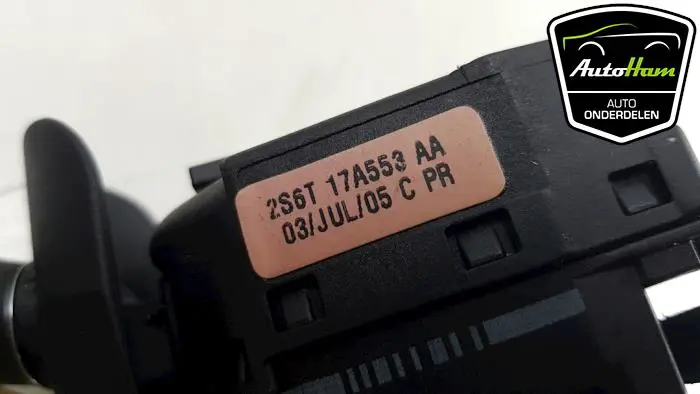 AutoHam
AUTO
ONDERDELEN
2S6T 17A553 AA
03/JUL/05 C PR